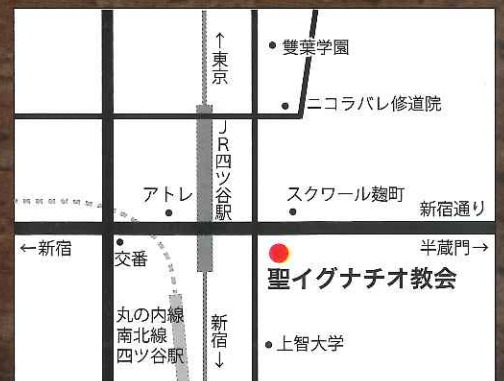 ↑東京
雙葉学園
ニコラバレ修道院
JR四ツ谷駅
アトレ
スクワール麹町
新宿通り
←新宿
交番
半蔵門→
聖イグナチオ教会
丸の内線
南北線
四ツ谷駅
新宿↓
上智大学